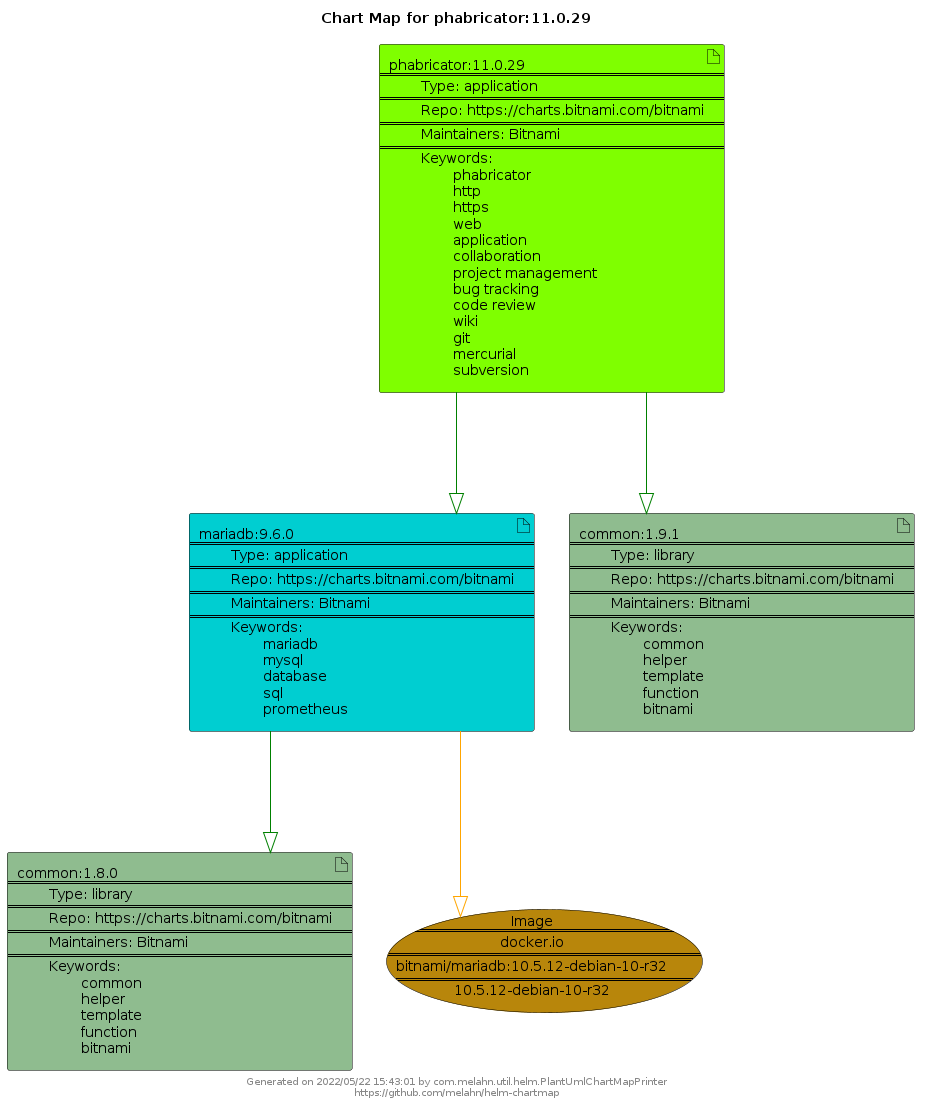 Chart Map for phabricator:11.0.29
phabricator:11.0.29
Type: application
Repo: https://charts.bitnami.com/bitnami
Maintainers: Bitnami
Keywords:
phabricator
http
https
web
application
collaboration
project management
bug tracking
code review
wiki
git
mercurial
subversion
mariadb:9.6.0
Type: application
Repo: https://charts.bitnami.com/bitnami
Maintainers: Bitnami
Keywords:
mariadb
mysql
database
sql
prometheus
common:1.9.1
Type: library
Repo: https://charts.bitnami.com/bitnami
Maintainers: Bitnami
Keywords:
common
helper
template
function
bitnami
common:1.8.0
Type: library
Repo: https://charts.bitnami.com/bitnami
Maintainers: Bitnami
Keywords:
common
helper
template
function
bitnami
Image
docker.io
bitnami/mariadb:10.5.12-debian-10-r32
10.5.12-debian-10-r32
Generated on 2022/05/22 15:43:01 by com.melahn.util.helm.PlantUmlChartMapPrinter
https://github.com/melahn/helm-chartmap